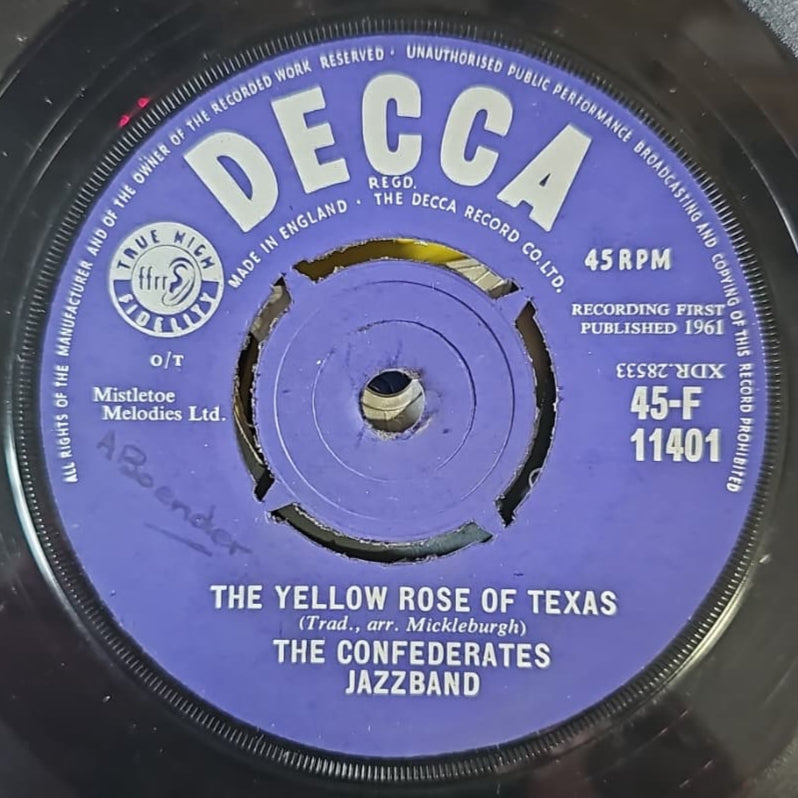 ALL RIGHTS OF THE MANUFACTURER AND OF THE OWNER OF THE RECORDED WORK RESERVED · UNAUTHORISED PUBLIC PERFORMANCE BROADCASTING AND COPYING OF THIS RECORD PROHIBITED
DECCA
REGD.
MADE IN ENGLAND · THE DECCA RECORD CO. LTD.
TRUE HIGH
ffrr
FIDELITY
45 RPM
RECORDING FIRST
PUBLISHED 1961
O/T
XDR.28533
Mistletoe
Melodies Ltd.
45-F
11401
A Boender
THE YELLOW ROSE OF TEXAS
(Trad., arr. Mickleburgh)
THE CONFEDERATES
JAZZBAND